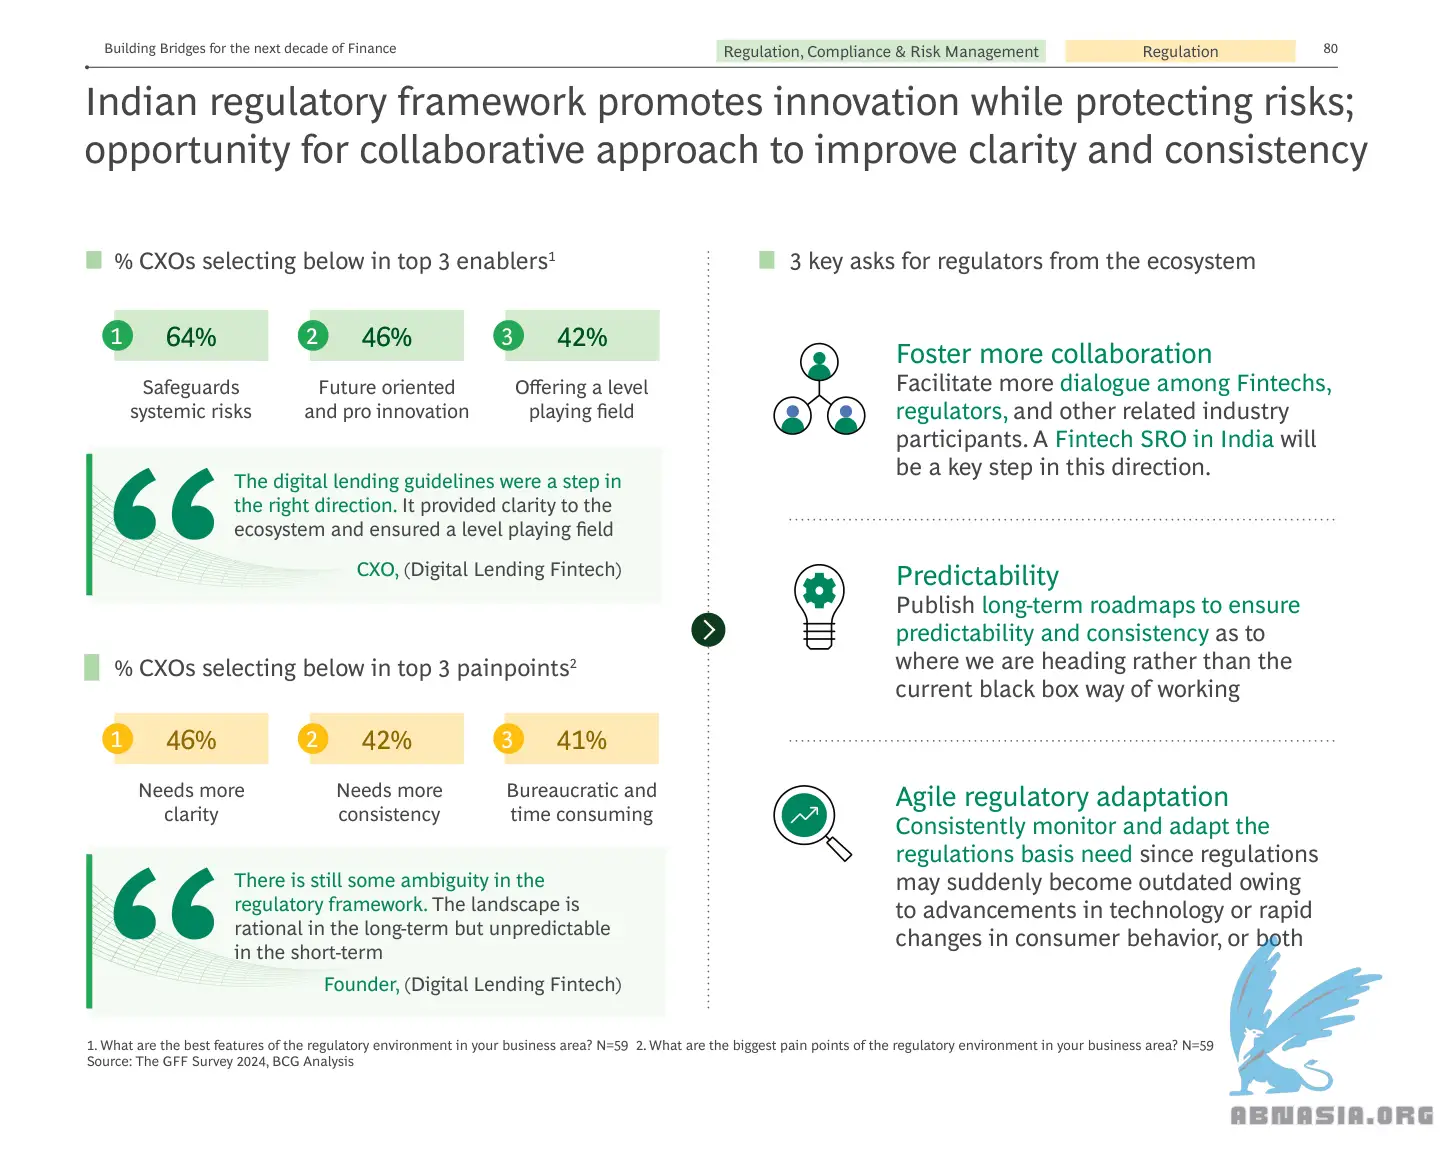 Building Bridges for the next decade of Finance
Regulation, Compliance & Risk Management
Regulation
80
Indian regulatory framework promotes innovation while protecting risks;
opportunity for collaborative approach to improve clarity and consistency
% CXOs selecting below in top 3 enablers1
1
64%
Safeguards
systemic risks
2
46%
Future oriented
and pro innovation
3
42%
Offering a level
playing field
The digital lending guidelines were a step in
the right direction. It provided clarity to the
ecosystem and ensured a level playing field
CXO, (Digital Lending Fintech)
% CXOs selecting below in top 3 painpoints2
1
46%
Needs more
clarity
2
42%
Needs more
consistency
3
41%
Bureaucratic and
time consuming
There is still some ambiguity in the
regulatory framework. The landscape is
rational in the long-term but unpredictable
in the short-term
Founder, (Digital Lending Fintech)
3 key asks for regulators from the ecosystem
Foster more collaboration
Facilitate more dialogue among Fintechs,
regulators, and other related industry
participants. A Fintech SRO in India will
be a key step in this direction.
Predictability
Publish long-term roadmaps to ensure
predictability and consistency as to
where we are heading rather than the
current black box way of working
Agile regulatory adaptation
Consistently monitor and adapt the
regulations basis need since regulations
may suddenly become outdated owing
to advancements in technology or rapid
changes in consumer behavior, or both
1. What are the best features of the regulatory environment in your business area? N=59 2. What are the biggest pain points of the regulatory environment in your business area? N=59
Source: The GFF Survey 2024, BCG Analysis
ABNASIA.ORG